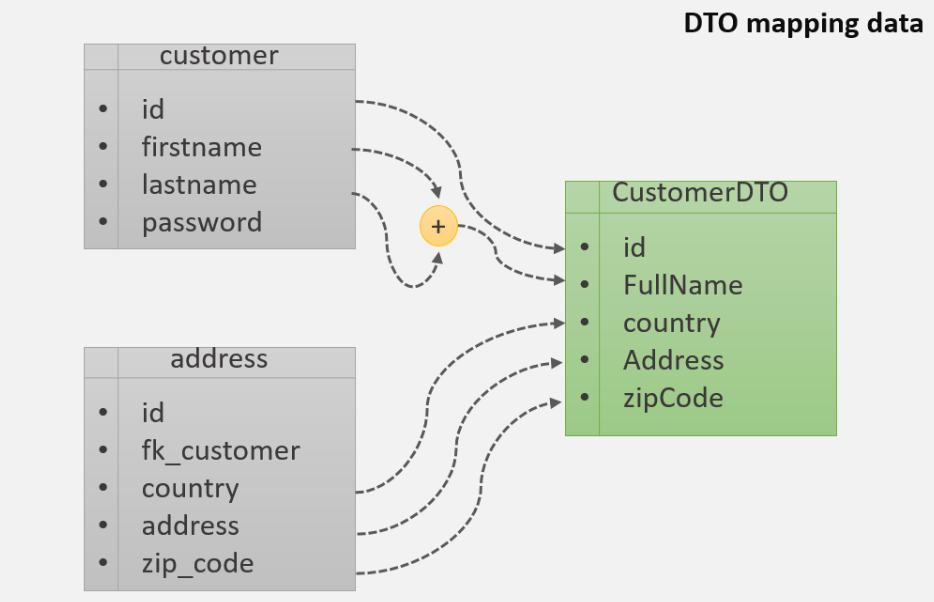 DTO mapping data
customer
• id
• firstname
• lastname
• password
+
CustomerDTO
• id
• FullName
• country
• Address
• zipCode
address
• id
• fk_customer
• country
• address
• zip_code